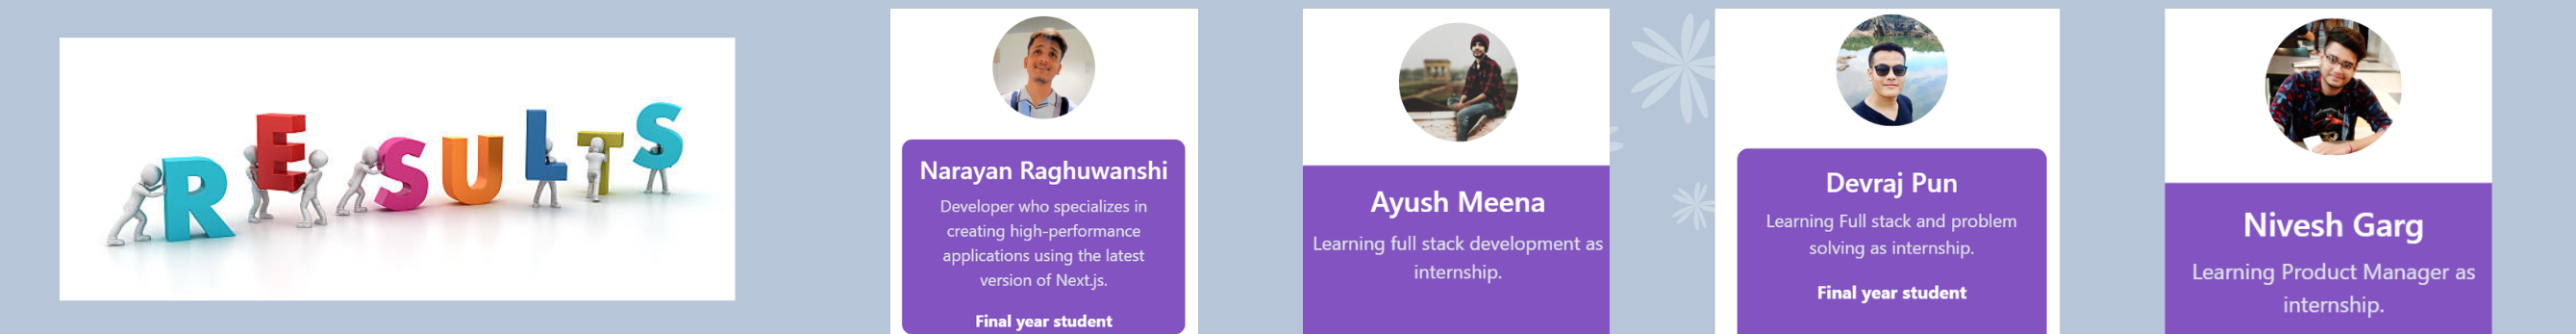 RESULTS
Narayan Raghuwanshi
Developer who specializes in
creating high-performance
applications using the latest
version of Next.js.
Final year student
Ayush Meena
Learning full stack development as
internship.
Devraj Pun
Learning Full stack and problem
solving as internship.
Final year student
Nivesh Garg
Learning Product Manager as
internship.